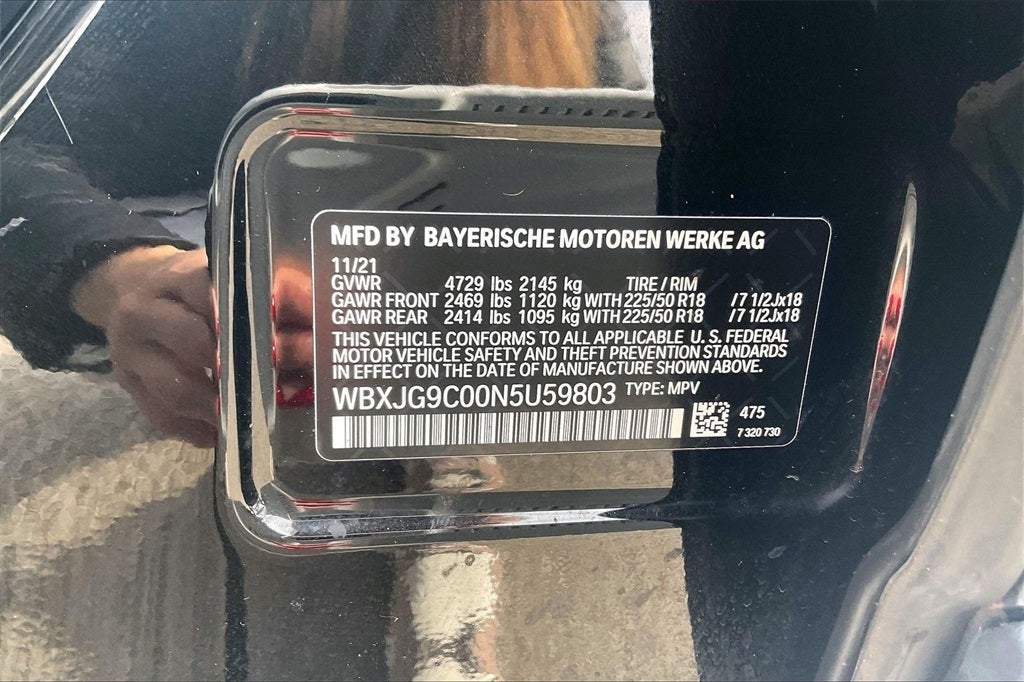 MFD BY BAYERISCHE MOTOREN WERKE AG
11/21
GVWR 4729 lbs 2145 kg TIRE / RIM
GAWR FRONT 2469 lbs 1120 kg WITH 225/50 R18 /7 1/2Jx18
GAWR REAR 2414 lbs 1095 kg WITH 225/50 R18 /7 1/2Jx18
THIS VEHICLE CONFORMS TO ALL APPLICABLE U.S. FEDERAL
MOTOR VEHICLE SAFETY AND THEFT PREVENTION STANDARDS
IN EFFECT ON THE DATE OF MANUFACTURE SHOWN ABOVE.
WBXJG9C00N5U59803 TYPE: MPV
475
7 320 730